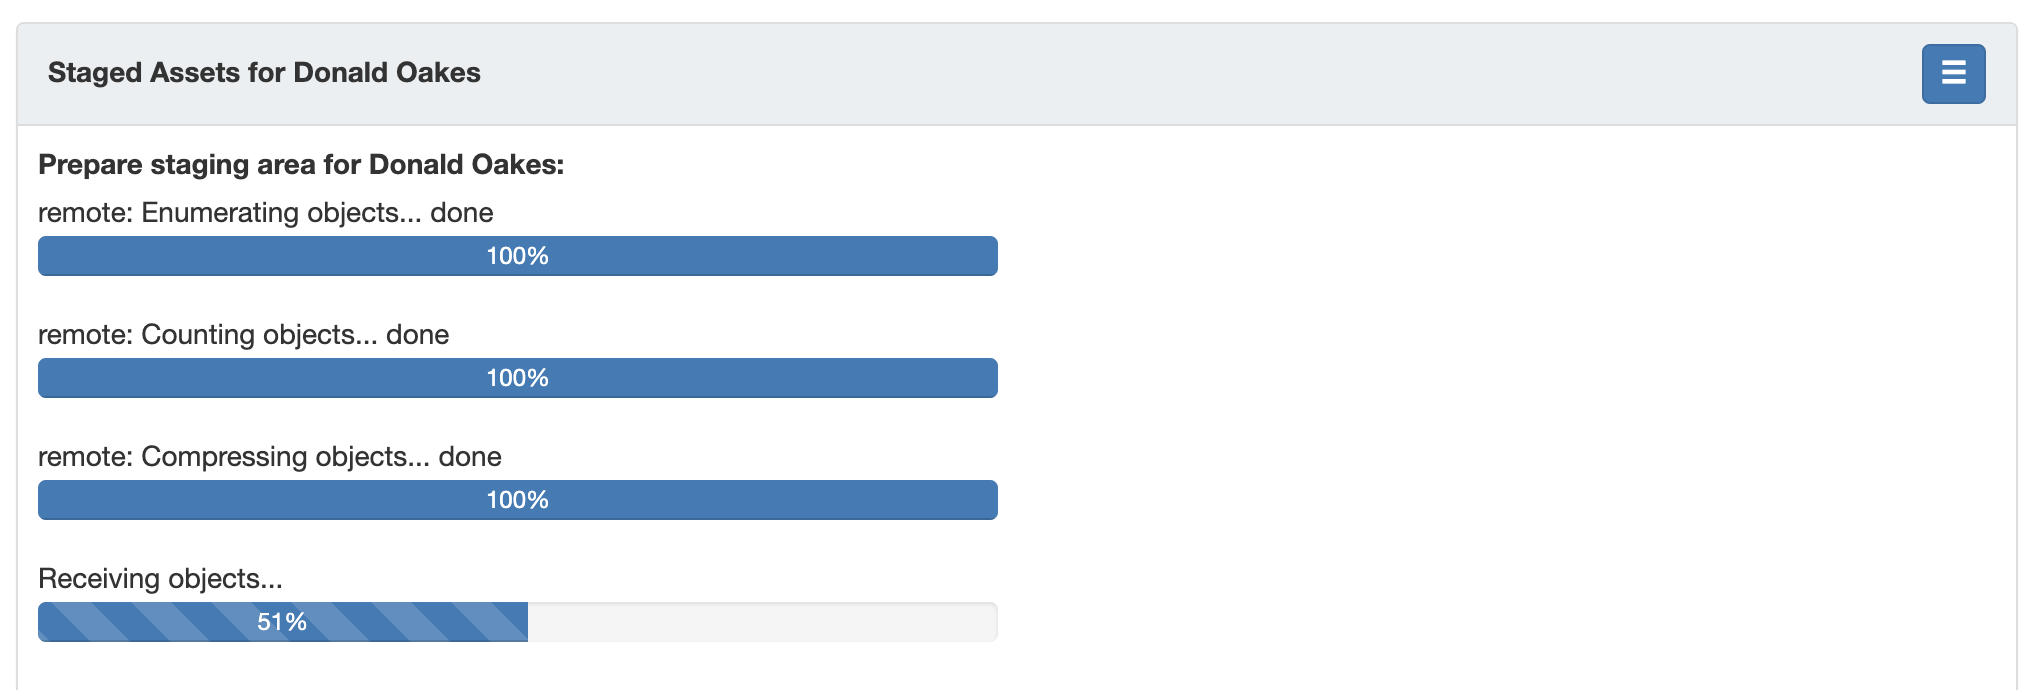 Staged Assets for Donald Oakes
Prepare staging area for Donald Oakes:
remote: Enumerating objects... done
100%
remote: Counting objects... done
100%
remote: Compressing objects... done
100%
Receiving objects...
51%